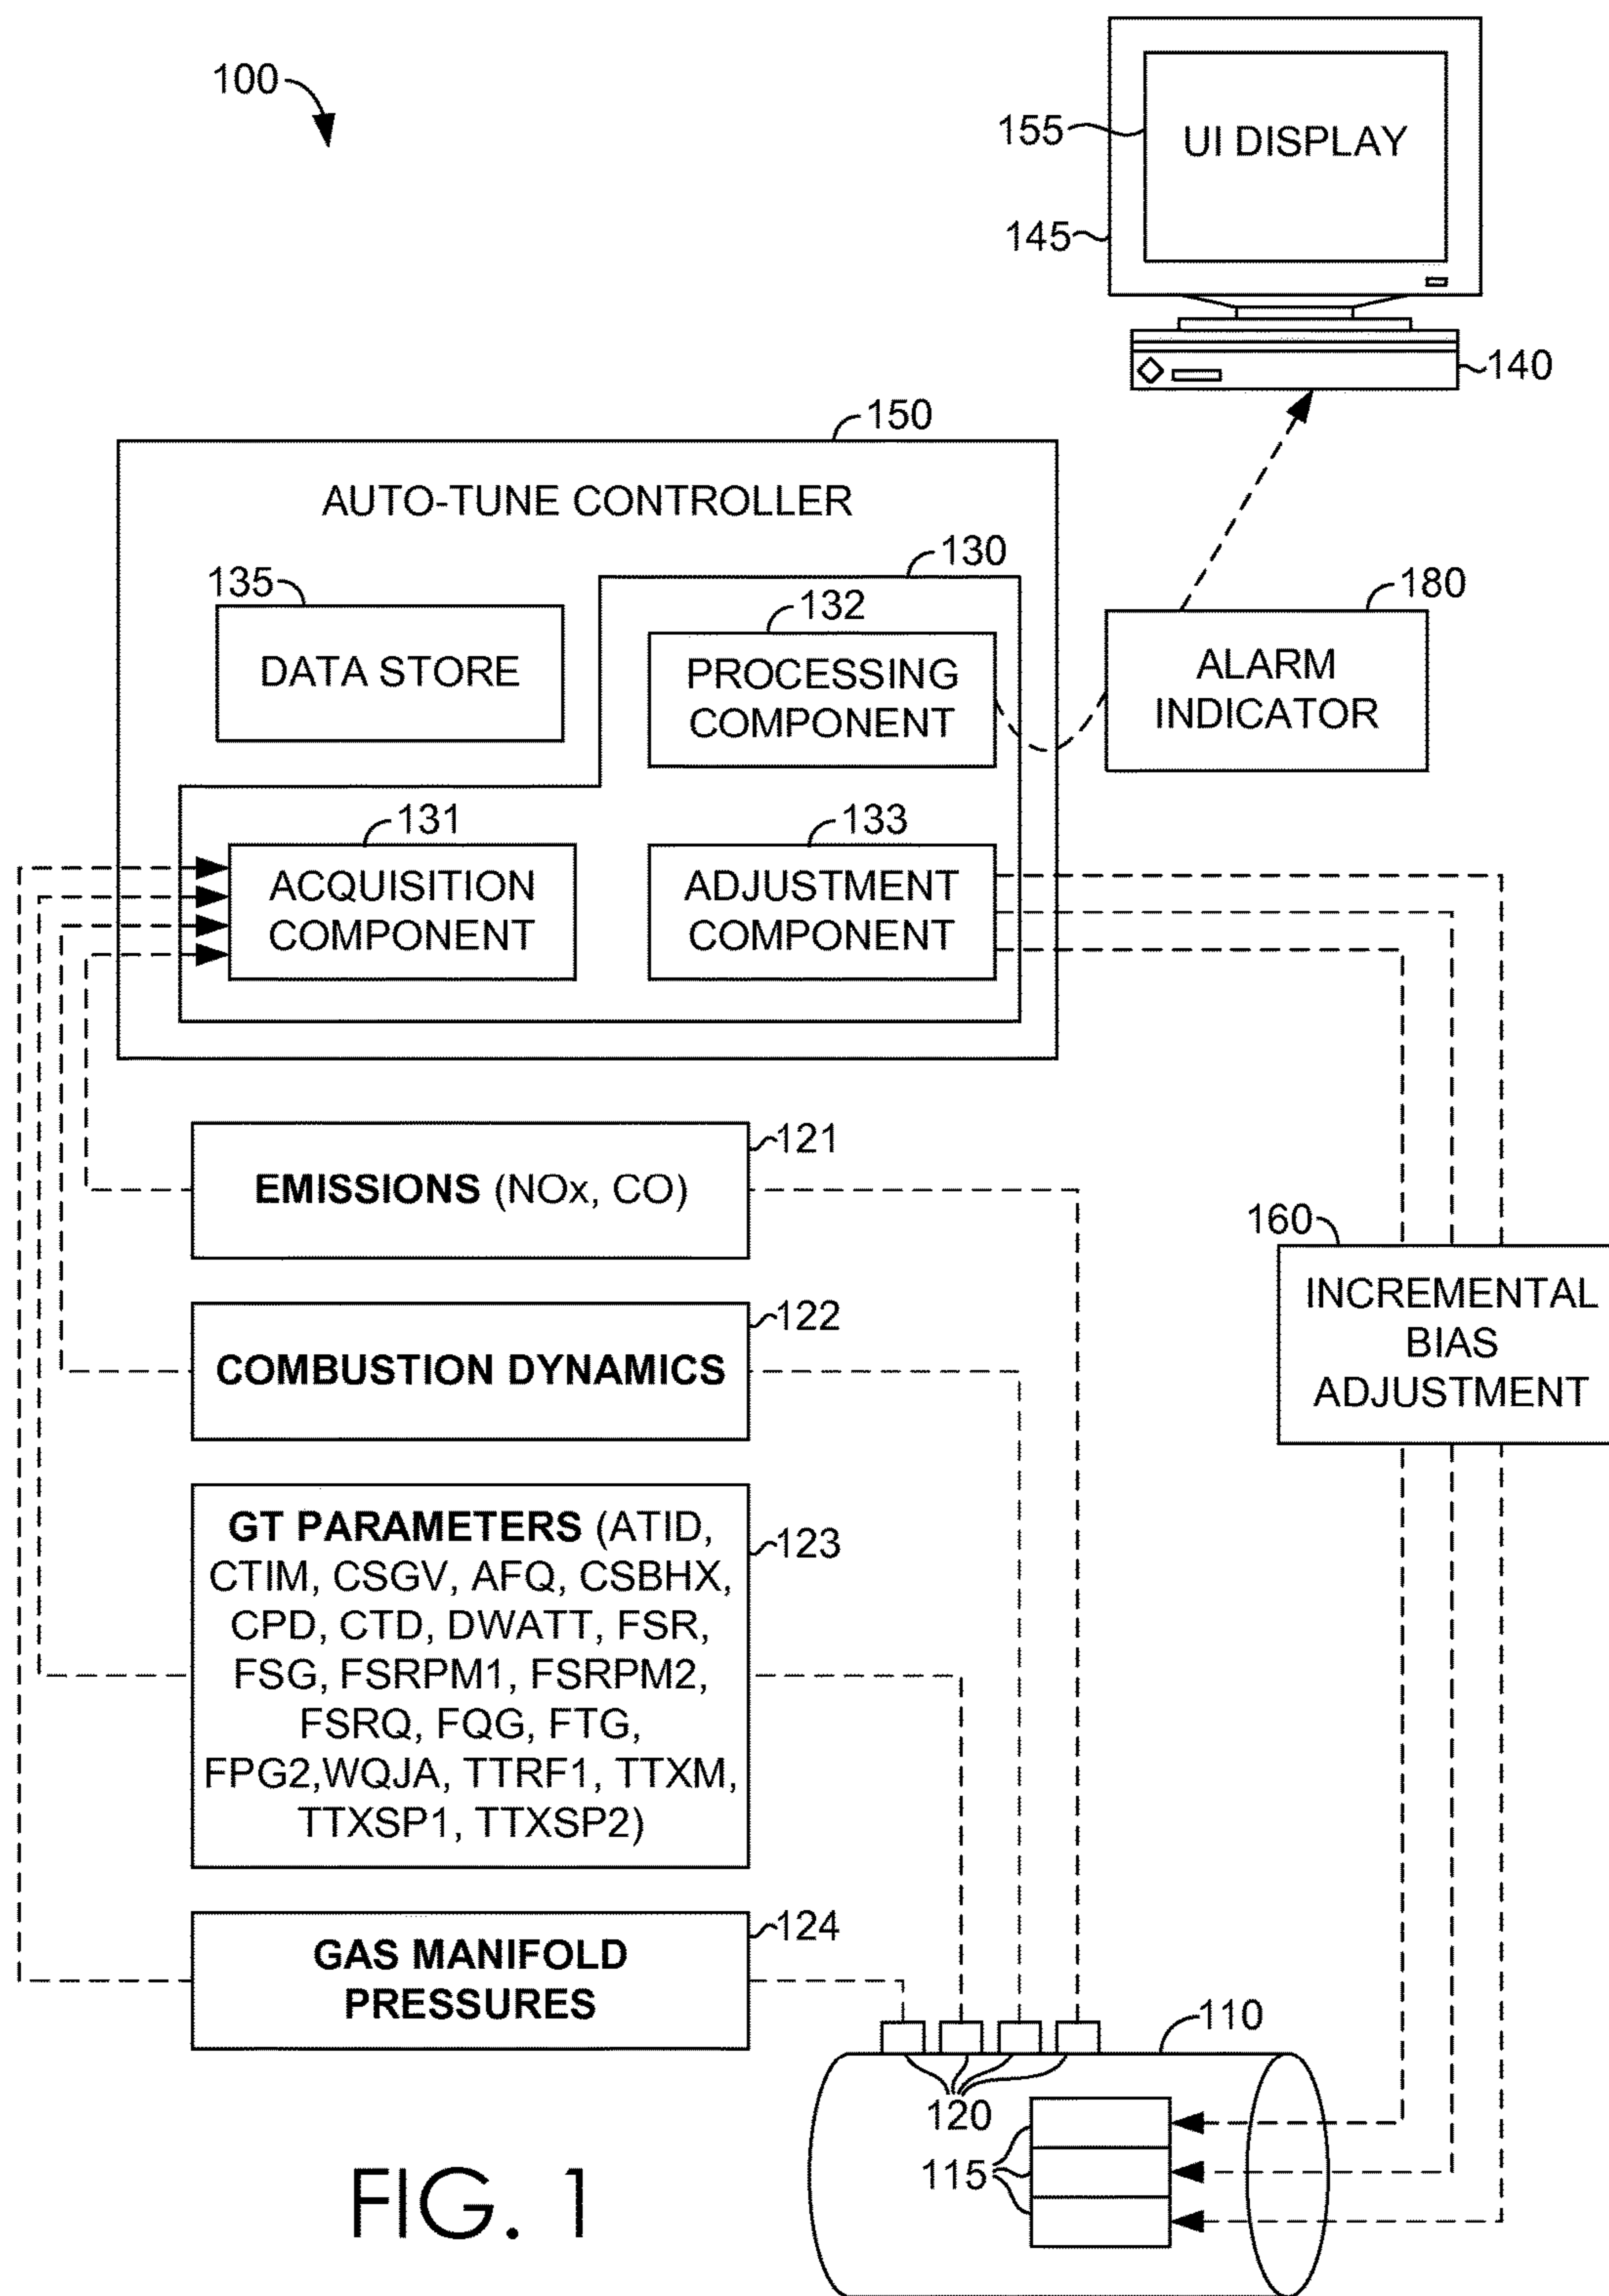 100
155
UI DISPLAY
145
140
150
AUTO-TUNE CONTROLLER
130
135
DATA STORE
132
PROCESSING
COMPONENT
180
ALARM
INDICATOR
131
ACQUISITION
COMPONENT
133
ADJUSTMENT
COMPONENT
121
EMISSIONS (NOx, CO)
160
INCREMENTAL
BIAS
ADJUSTMENT
122
COMBUSTION DYNAMICS
123
GT PARAMETERS (ATID,
CTIM, CSGV, AFQ, CSBHX,
CPD, CTD, DWATT, FSR,
FSG, FSRPM1, FSRPM2,
FSRQ, FQG, FTG,
FPG2,WQJA, TTRF1, TTXM,
TTXSP1, TTXSP2)
124
GAS MANIFOLD
PRESSURES
110
120
115
FIG. 1